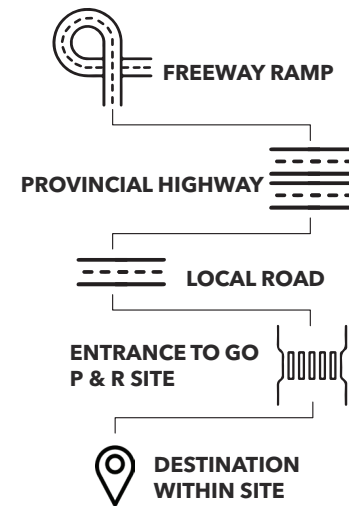 FREEWAY RAMP
PROVINCIAL HIGHWAY
LOCAL ROAD
ENTRANCE TO GO
P & R SITE
DESTINATION
WITHIN SITE